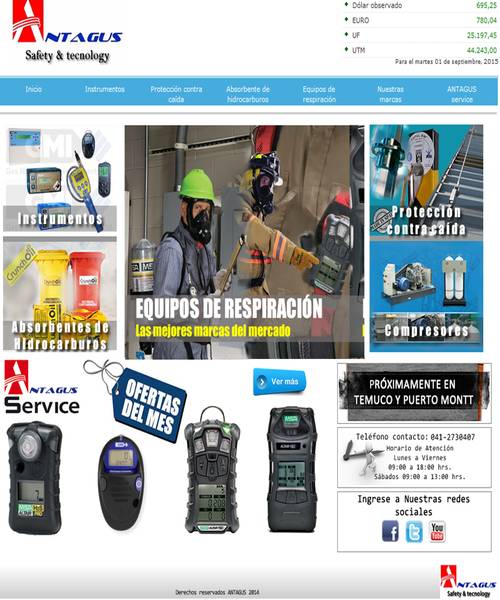 ANTAGUS
Safety & tecnology
Dólar observado 695,25
EURO 780,04
UF 25.197,45
UTM 44.243,00
Para el martes 01 de septiembre, 2015
Inicio
Instrumentos
Protección contra
caída
Absorbente de
hidrocarburos
Equipos de
respiración
Nuestras
marcas
ANTAGUS
service
Instrumentos
Absorbentes de
Hidrocarburos
EQUIPOS DE RESPIRACIÓN
Las mejores marcas del mercado
Protección
contra caída
Compresores
ANTAGUS
Service
OFERTAS
DEL MES
Ver más
PRÓXIMAMENTE EN
TEMUCO Y PUERTO MONTT
Teléfono contacto: 041-2730407
Horario de Atención
Lunes a Viernes
09:00 a 18:00 hrs.
Sábados 09:00 a 13:00 hrs.
Ingrese a Nuestras redes
sociales
You
Tube
Derechos reservados ANTAGUS 2014
ANTAGUS
Safety & tecnology